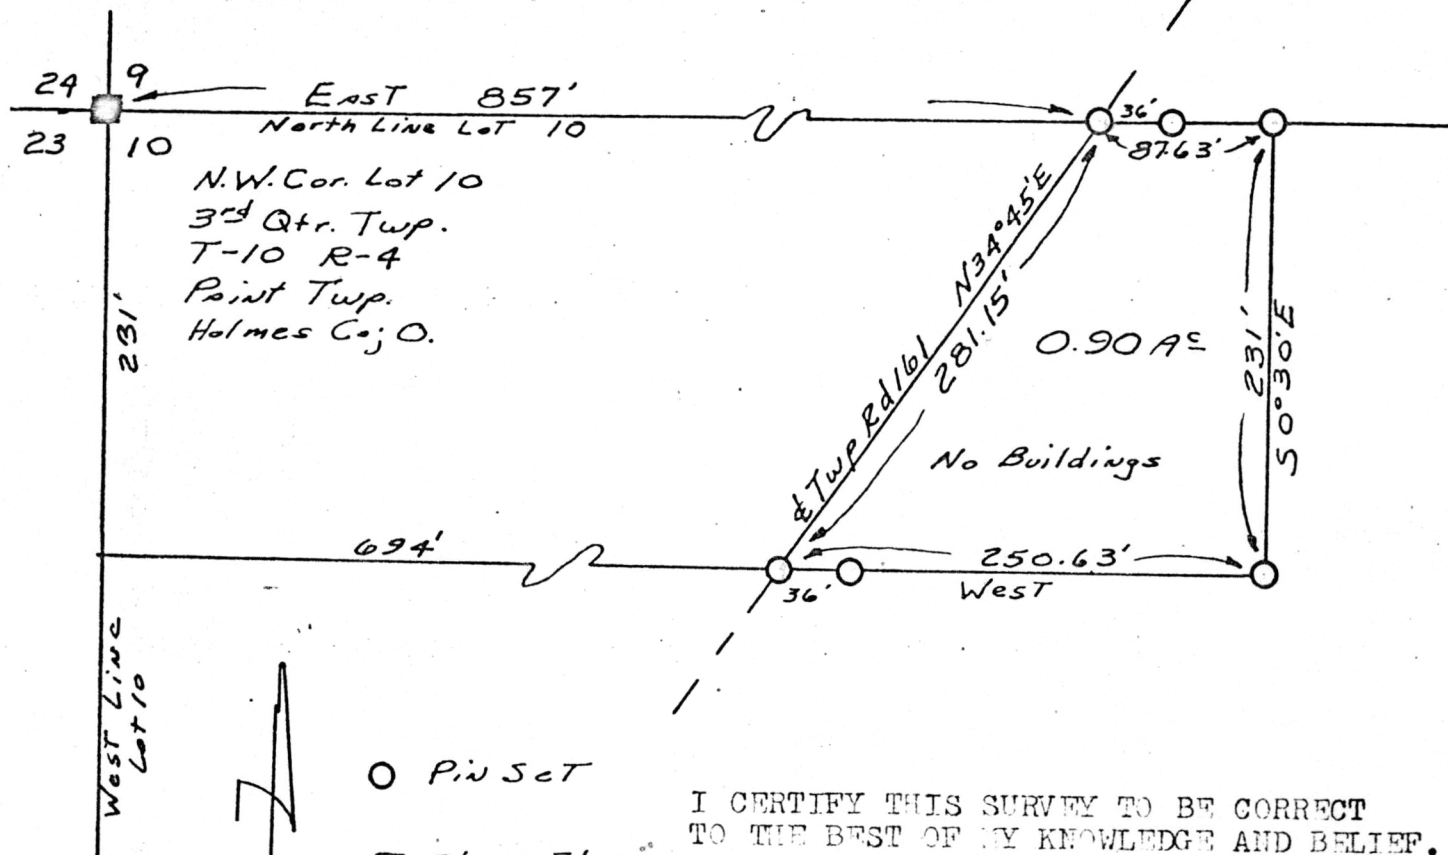 24 9
EAST 857'
North Line Lot 10
23 10
36'
87.63'
N.W. Cor. Lot 10
3rd Qtr. Twp.
T-10 R-4
Point Twp.
Holmes Co; O.
231'
N34°45'E
281.15'
℄ Twp Rd 161
0.90 Ac
No Buildings
231'
S 0°30'E
694'
36'
250.63'
West
West Line
Lot 10
O Pin Set
I CERTIFY THIS SURVEY TO BE CORRECT
TO THE BEST OF MY KNOWLEDGE AND BELIEF.